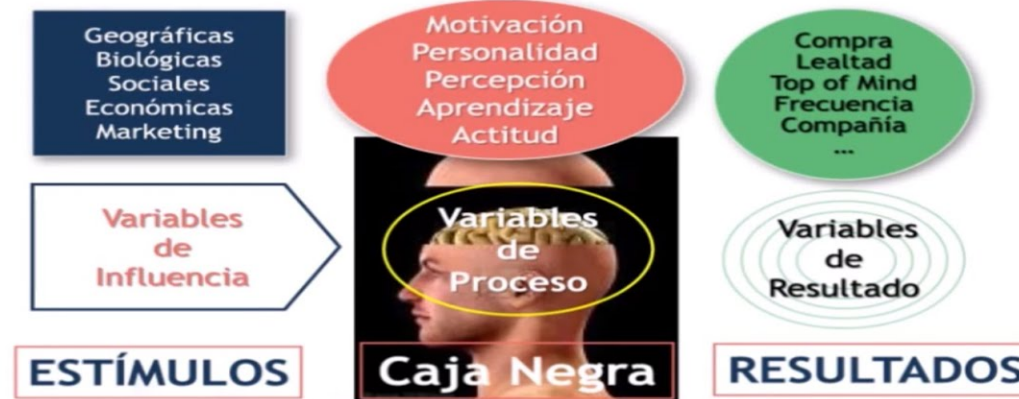 Geográficas
Biológicas
Sociales
Económicas
Marketing
Motivación
Personalidad
Percepción
Aprendizaje
Actitud
Compra
Lealtad
Top of Mind
Frecuencia
Compañía
...
Variables
de
Influencia
Variables
de
Proceso
Variables
de
Resultado
ESTÍMULOS
Caja Negra
RESULTADOS